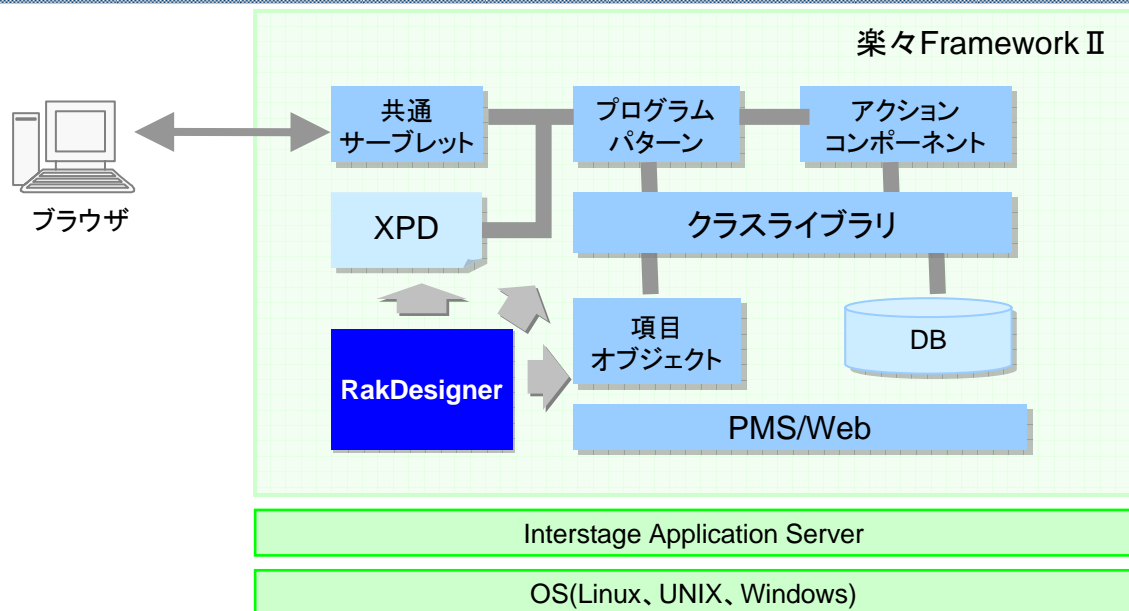 楽々FrameworkⅡ
共通
サーブレット
プログラム
パターン
アクション
コンポーネント
ブラウザ
XPD
クラスライブラリ
RakDesigner
項目
オブジェクト
DB
PMS/Web
Interstage Application Server
OS(Linux、UNIX、Windows)